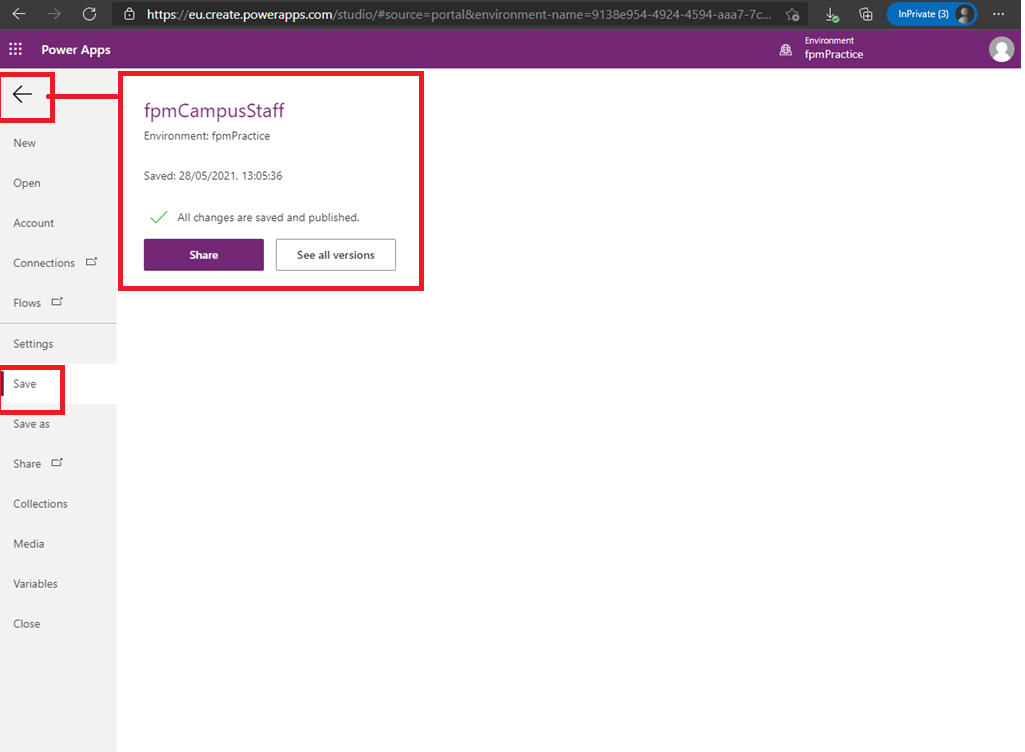 https://eu.create.powerapps.com/studio/#source=portal&environment-name=9138e954-4924-4594-aaa7-7c...
InPrivate (3)
Power Apps
Environment
fpmPractice
fpmCampusStaff
Environment: fpmPractice
Saved: 28/05/2021, 13:05:36
All changes are saved and published.
Share
See all versions
New
Open
Account
Connections
Flows
Settings
Save
Save as
Share
Collections
Media
Variables
Close